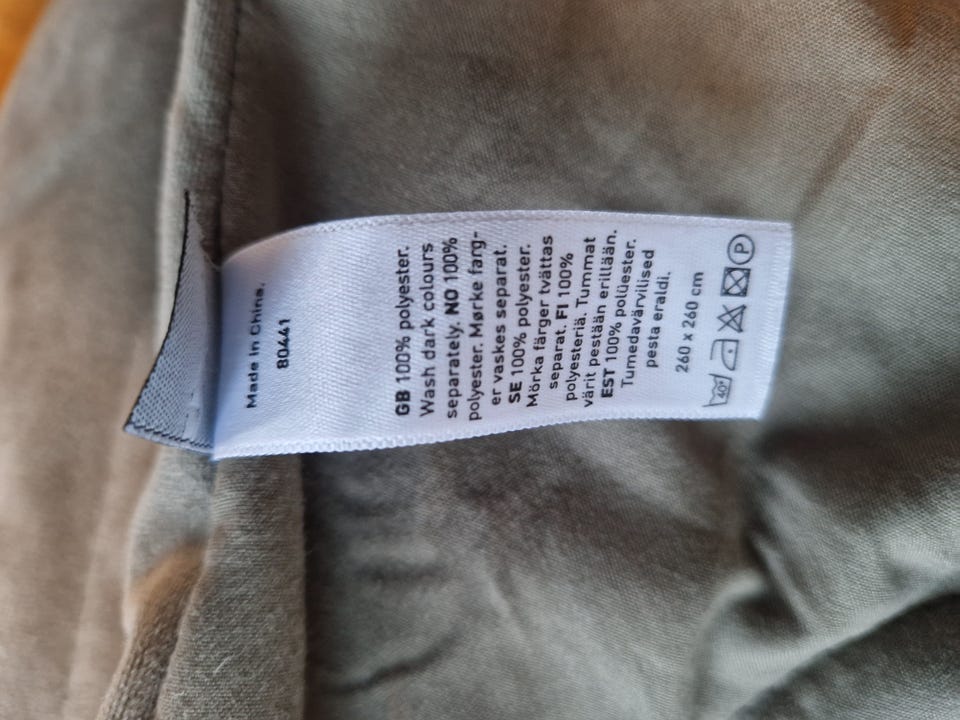 Made in China.
80441
GB 100% polyester.
Wash dark colours
separately. NO 100%
polyester. Mørke farg-
er vaskes separat.
SE 100% polyester.
Mörka färger tvättas
separat. FI 100%
polyesteriä. Tummat
värit pestään erillään.
EST 100% polüester.
Tumedavärvilised
pesta eraldi.
260 x 260 cm
40° P